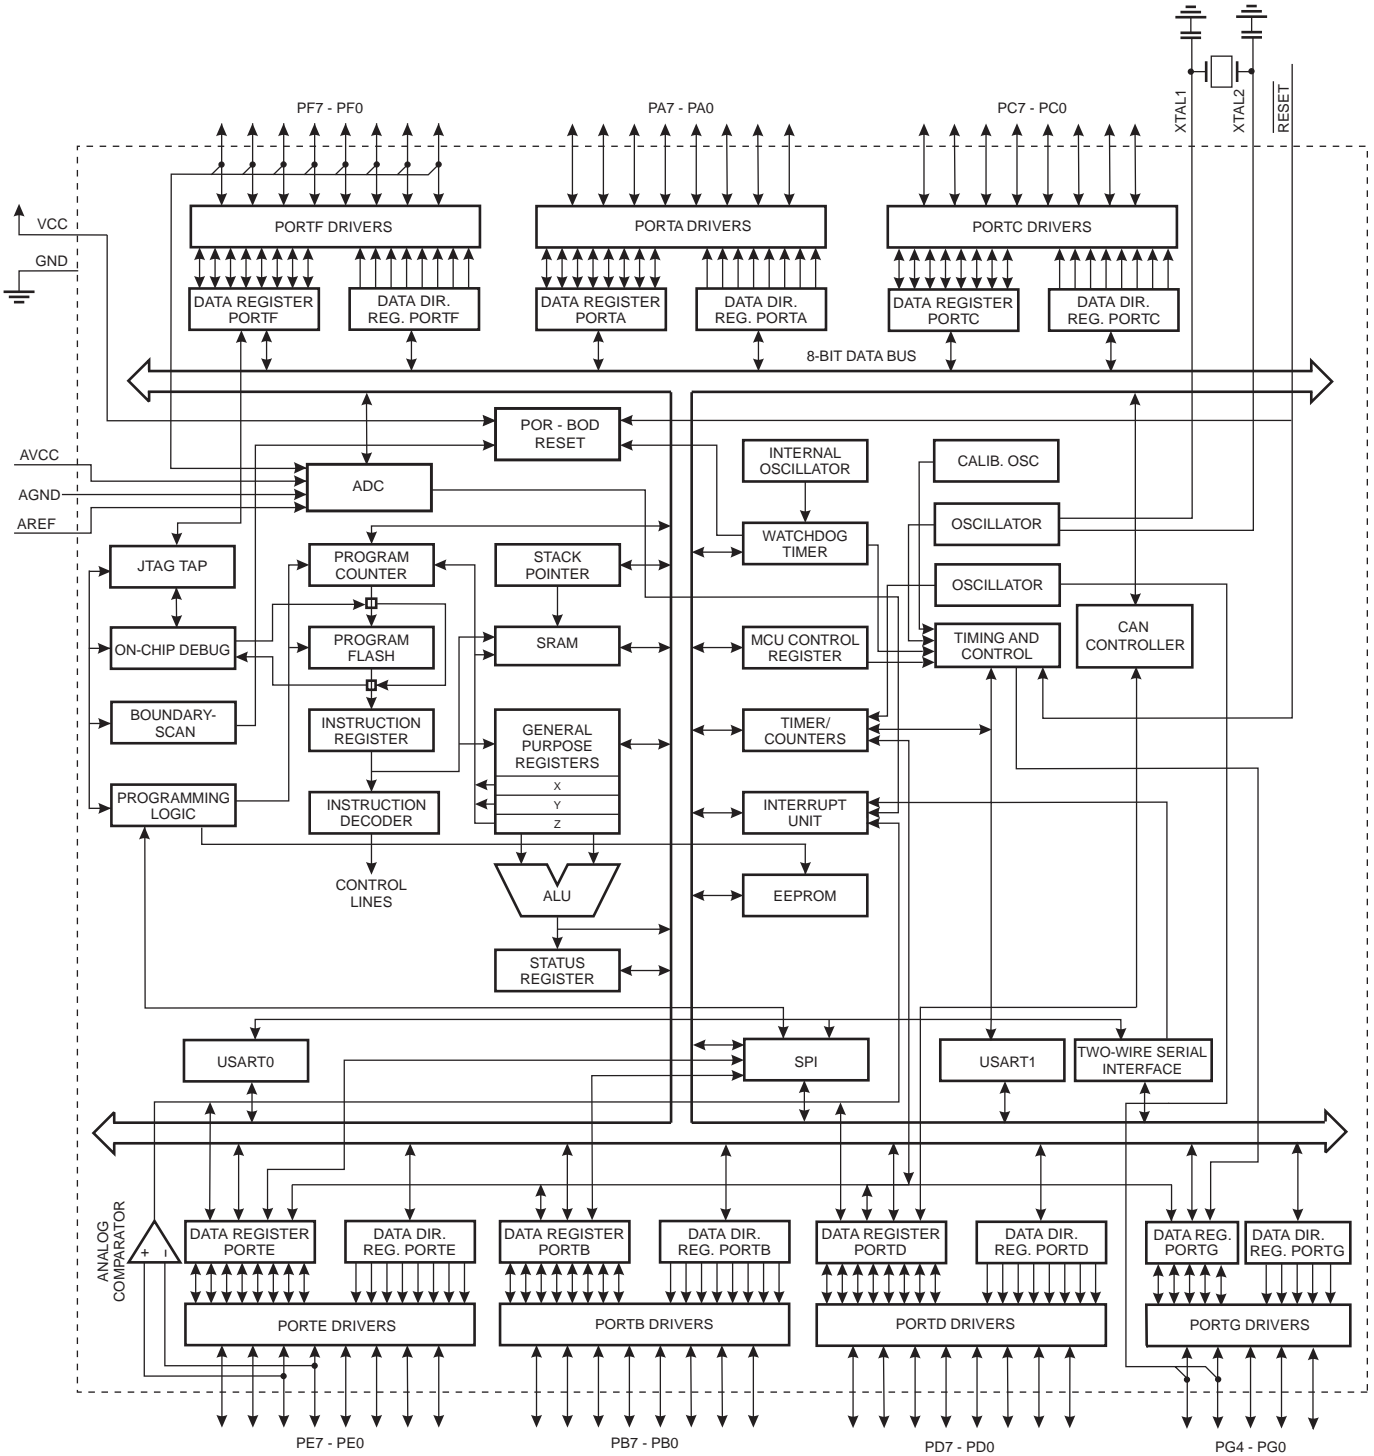 XTAL1
XTAL2
RESET
PF7 - PF0
PA7 - PA0
PC7 - PC0
VCC
GND
PORTF DRIVERS
PORTA DRIVERS
PORTC DRIVERS
DATA REGISTER
PORTF
DATA DIR.
REG. PORTF
DATA REGISTER
PORTA
DATA DIR.
REG. PORTA
DATA REGISTER
PORTC
DATA DIR.
REG. PORTC
8-BIT DATA BUS
POR - BOD
RESET
INTERNAL
OSCILLATOR
CALIB. OSC
AVCC
AGND
AREF
ADC
OSCILLATOR
WATCHDOG
TIMER
JTAG TAP
PROGRAM
COUNTER
STACK
POINTER
OSCILLATOR
ON-CHIP DEBUG
PROGRAM
FLASH
SRAM
MCU CONTROL
REGISTER
TIMING AND
CONTROL
CAN
CONTROLLER
BOUNDARY-
SCAN
INSTRUCTION
REGISTER
GENERAL
PURPOSE
REGISTERS
X
Y
Z
TIMER/
COUNTERS
PROGRAMMING
LOGIC
INSTRUCTION
DECODER
INTERRUPT
UNIT
CONTROL
LINES
ALU
EEPROM
STATUS
REGISTER
USART0
SPI
USART1
TWO-WIRE SERIAL
INTERFACE
ANALOG
COMPARATOR
+
−
DATA REGISTER
PORTE
DATA DIR.
REG. PORTE
DATA REGISTER
PORTB
DATA DIR.
REG. PORTB
DATA REGISTER
PORTD
DATA DIR.
REG. PORTD
DATA REG.
PORTG
DATA DIR.
REG. PORTG
PORTE DRIVERS
PORTB DRIVERS
PORTD DRIVERS
PORTG DRIVERS
PE7 - PE0
PB7 - PB0
PD7 - PD0
PG4 - PG0